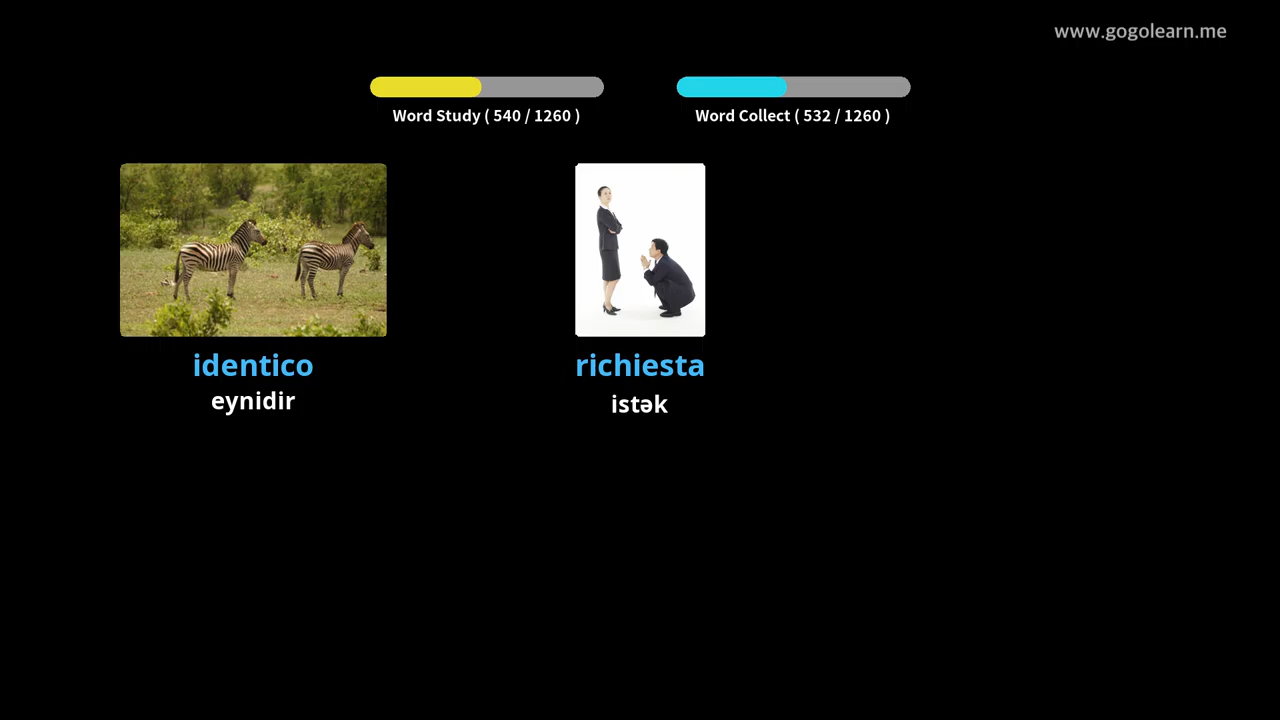 www.gogolearn.me
Word Study ( 540 / 1260 )
Word Collect ( 532 / 1260 )
identico
eynidir
richiesta
istək